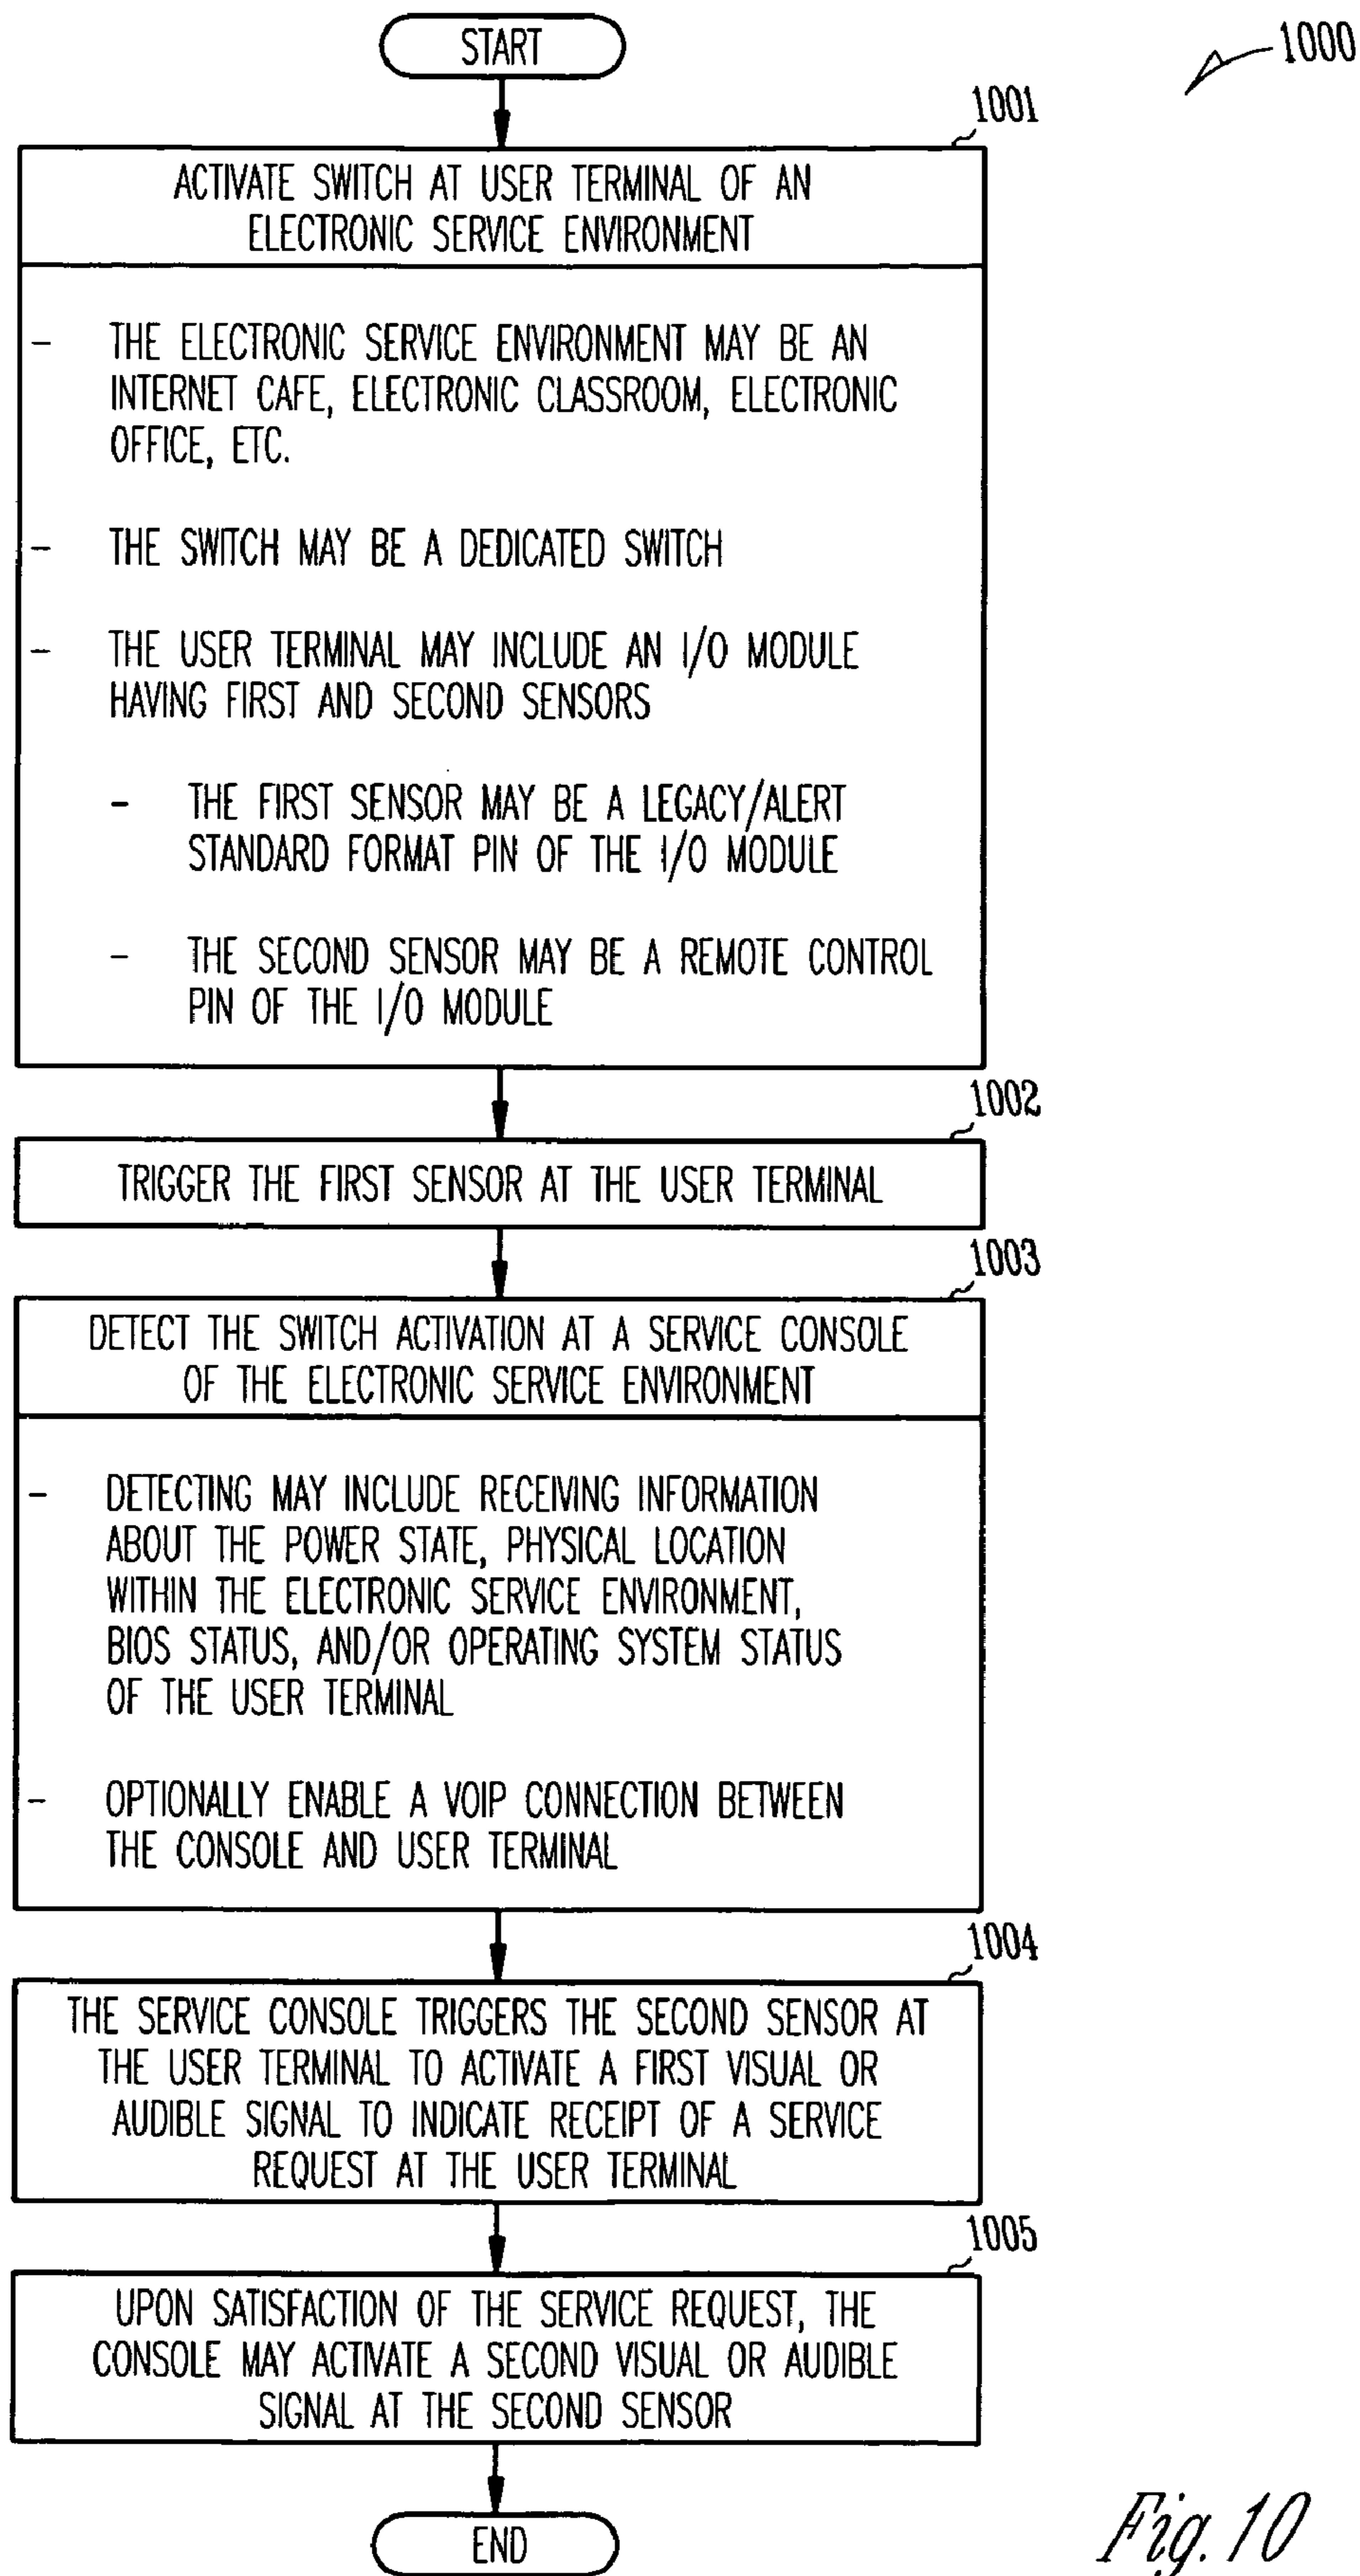 START
1000
1001
ACTIVATE SWITCH AT USER TERMINAL OF AN
ELECTRONIC SERVICE ENVIRONMENT
- THE ELECTRONIC SERVICE ENVIRONMENT MAY BE AN
INTERNET CAFE, ELECTRONIC CLASSROOM, ELECTRONIC
OFFICE, ETC.
- THE SWITCH MAY BE A DEDICATED SWITCH
- THE USER TERMINAL MAY INCLUDE AN I/O MODULE
HAVING FIRST AND SECOND SENSORS
- THE FIRST SENSOR MAY BE A LEGACY/ALERT
STANDARD FORMAT PIN OF THE I/O MODULE
- THE SECOND SENSOR MAY BE A REMOTE CONTROL
PIN OF THE I/O MODULE
1002
TRIGGER THE FIRST SENSOR AT THE USER TERMINAL
1003
DETECT THE SWITCH ACTIVATION AT A SERVICE CONSOLE
OF THE ELECTRONIC SERVICE ENVIRONMENT
- DETECTING MAY INCLUDE RECEIVING INFORMATION
ABOUT THE POWER STATE, PHYSICAL LOCATION
WITHIN THE ELECTRONIC SERVICE ENVIRONMENT,
BIOS STATUS, AND/OR OPERATING SYSTEM STATUS
OF THE USER TERMINAL
- OPTIONALLY ENABLE A VOIP CONNECTION BETWEEN
THE CONSOLE AND USER TERMINAL
1004
THE SERVICE CONSOLE TRIGGERS THE SECOND SENSOR AT
THE USER TERMINAL TO ACTIVATE A FIRST VISUAL OR
AUDIBLE SIGNAL TO INDICATE RECEIPT OF A SERVICE
REQUEST AT THE USER TERMINAL
1005
UPON SATISFACTION OF THE SERVICE REQUEST, THE
CONSOLE MAY ACTIVATE A SECOND VISUAL OR AUDIBLE
SIGNAL AT THE SECOND SENSOR
END
Fig. 10